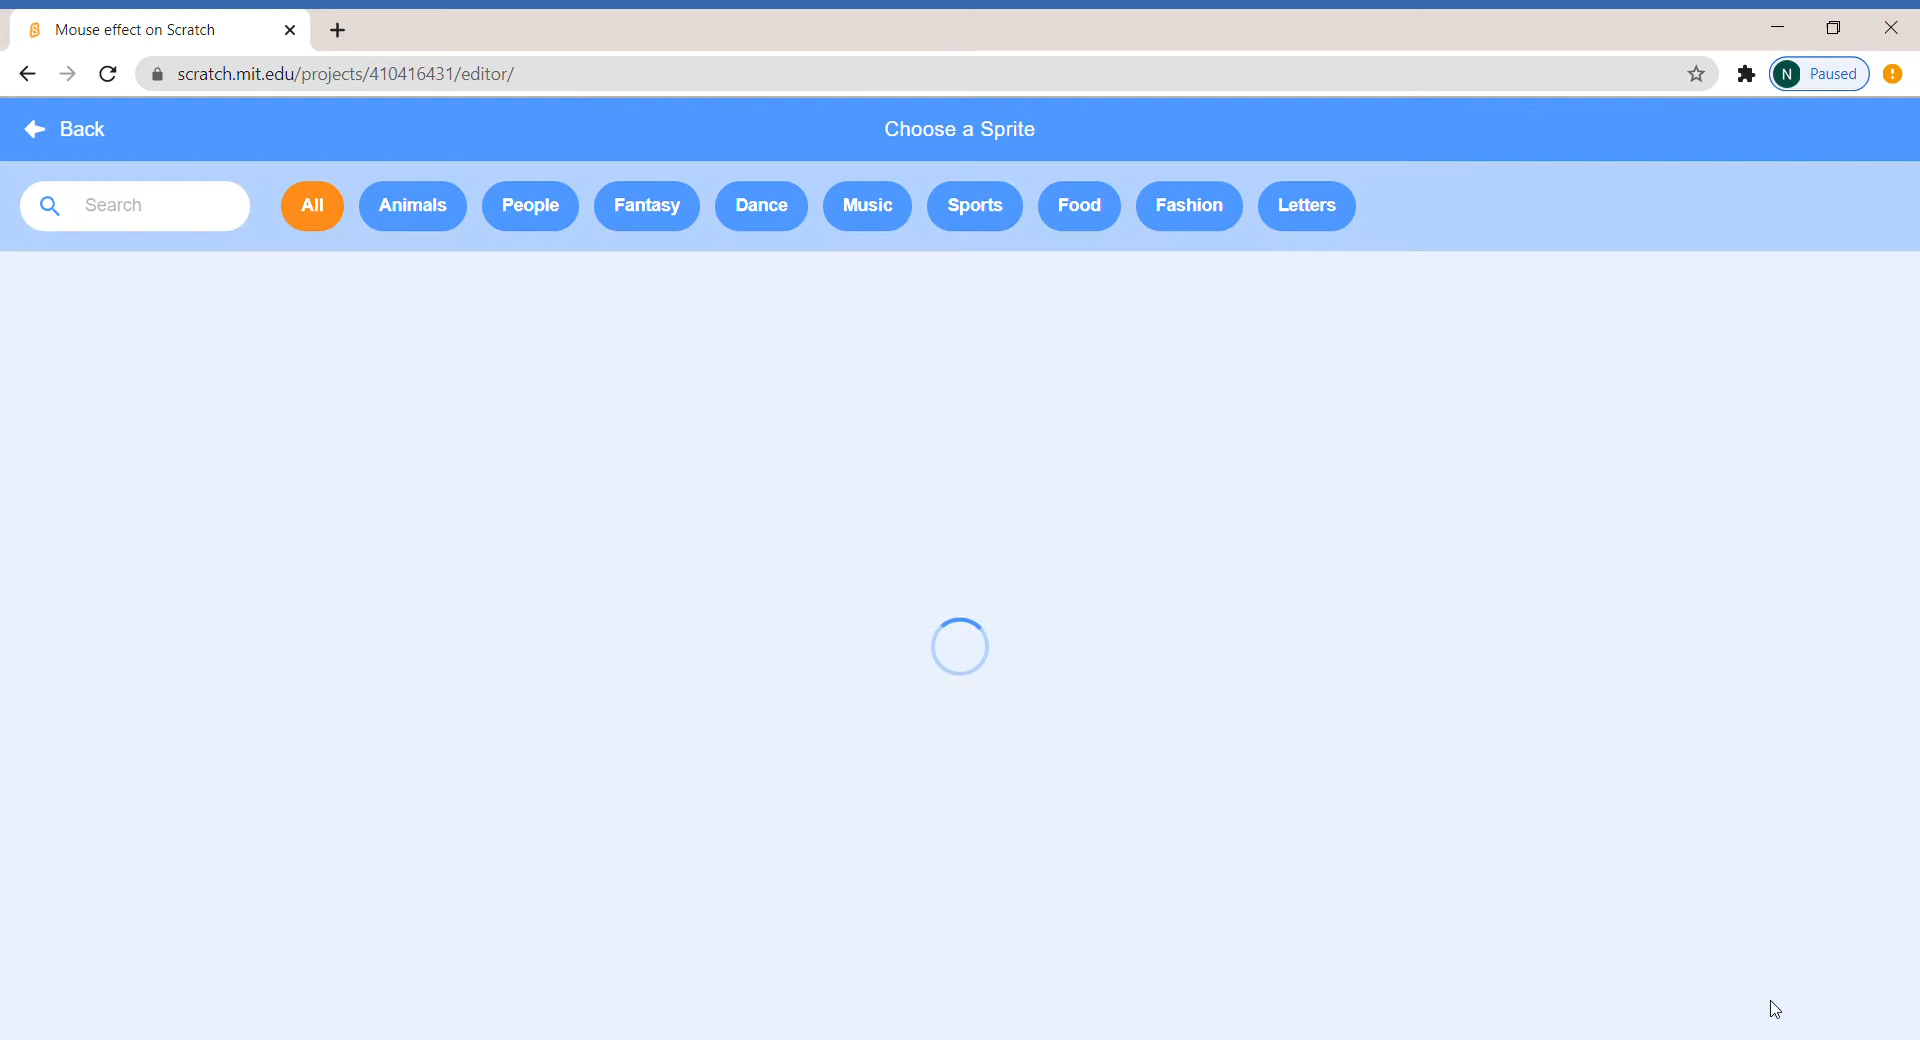 Mouse effect on Scratch
scratch.mit.edu/projects/410416431/editor/
N Paused
Back
Choose a Sprite
Search
All Animals People Fantasy Dance Music Sports Food Fashion Letters